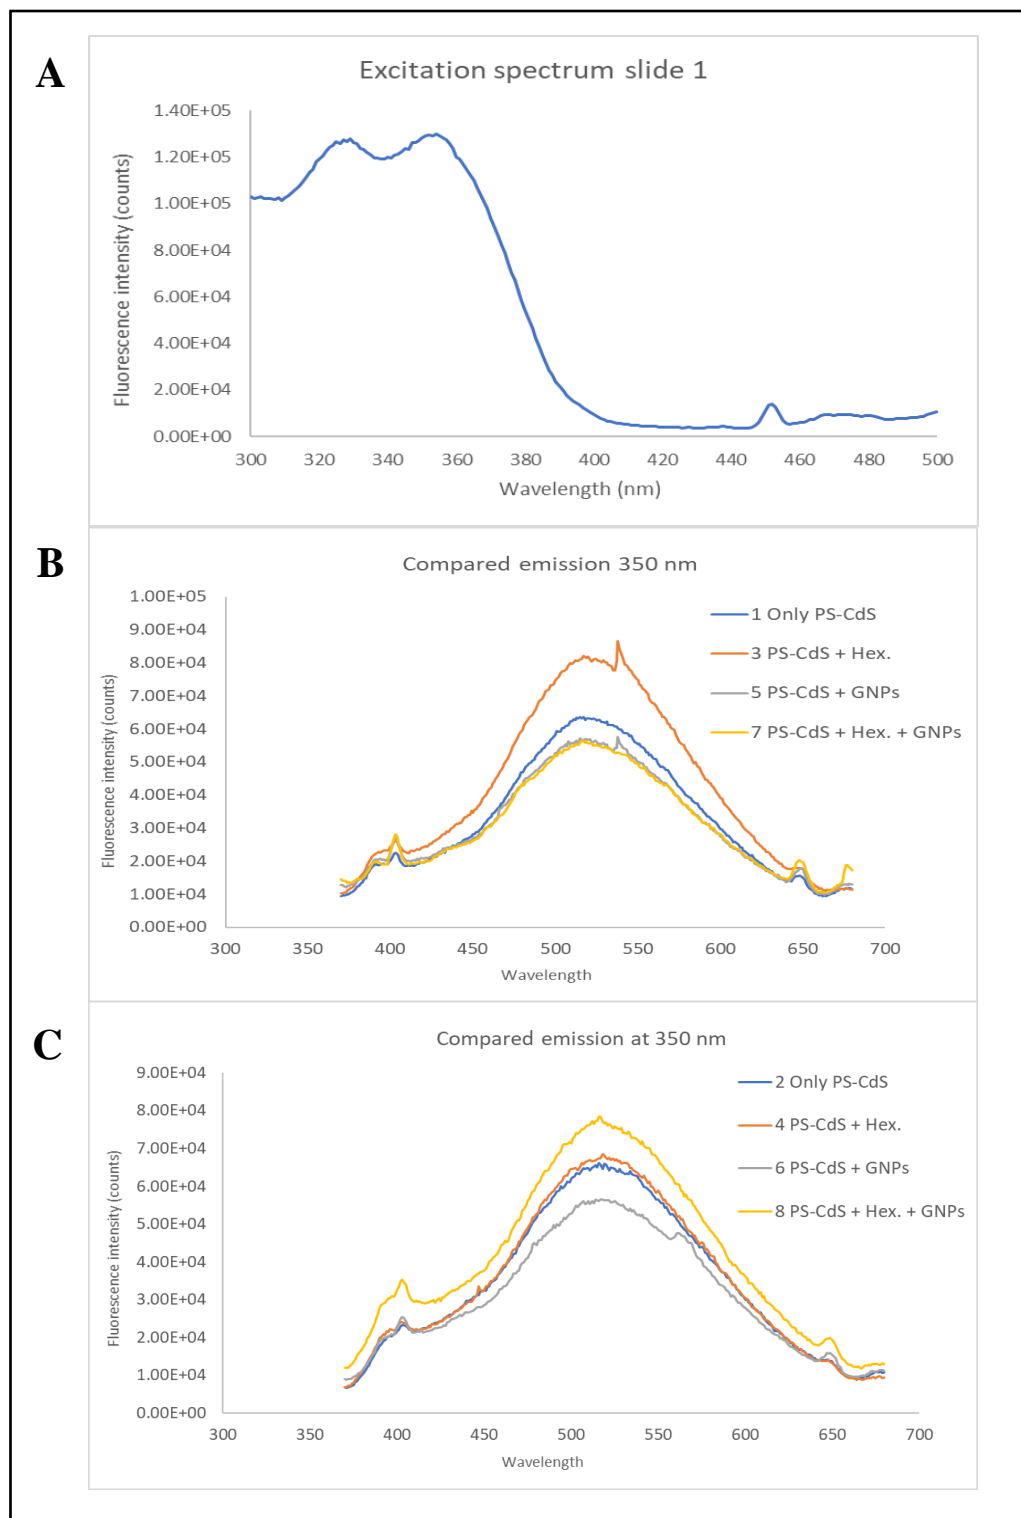 A
Excitation spectrum slide 1
Fluorescence intensity (counts)
1.40E+05
1.20E+05
1.00E+05
8.00E+04
6.00E+04
4.00E+04
2.00E+04
0.00E+00
300 320 340 360 380 400 420 440 460 480 500
Wavelength (nm)
B
Compared emission 350 nm
Fluorescence intensity (counts)
1.00E+05
9.00E+04
8.00E+04
7.00E+04
6.00E+04
5.00E+04
4.00E+04
3.00E+04
2.00E+04
1.00E+04
0.00E+00
300 350 400 450 500 550 600 650 700
Wavelength
1 Only PS-CdS
3 PS-CdS + Hex.
5 PS-CdS + GNPs
7 PS-CdS + Hex. + GNPs
C
Compared emission at 350 nm
Fluorescence intensity (counts)
9.00E+04
8.00E+04
7.00E+04
6.00E+04
5.00E+04
4.00E+04
3.00E+04
2.00E+04
1.00E+04
0.00E+00
300 350 400 450 500 550 600 650 700
Wavelength
2 Only PS-CdS
4 PS-CdS + Hex.
6 PS-CdS + GNPs
8 PS-CdS + Hex. + GNPs